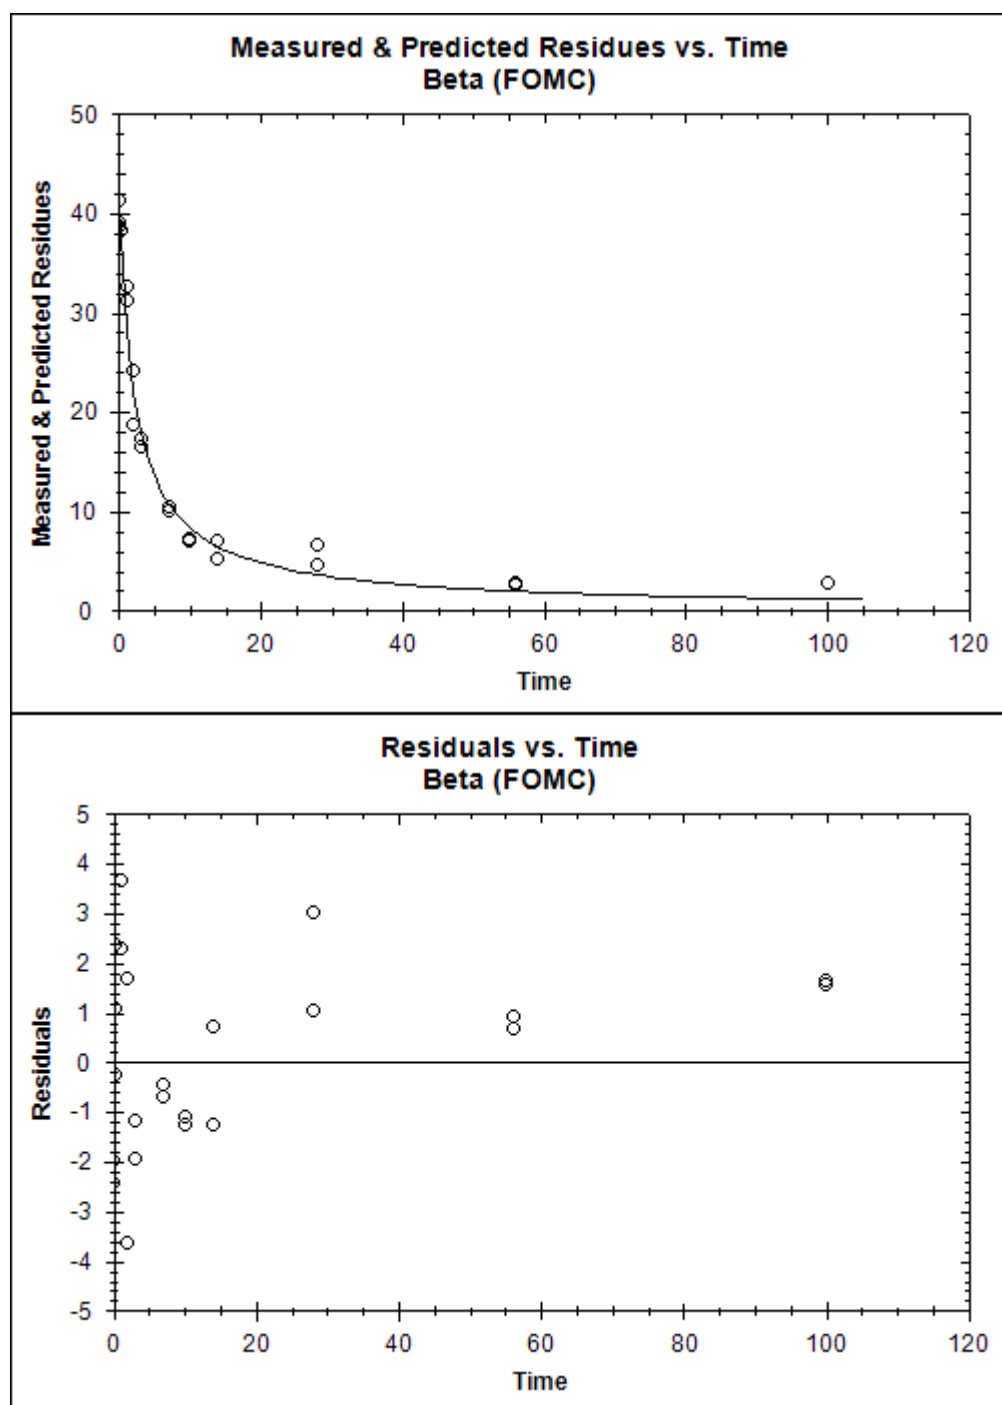 Measured & Predicted Residues vs. Time
Beta (FOMC)
Measured & Predicted Residues
50
40
30
20
10
0
0 20 40 60 80 100 120
Time
Residuals vs. Time
Beta (FOMC)
Residuals
5
4
3
2
1
0
-1
-2
-3
-4
-5
0 20 40 60 80 100 120
Time